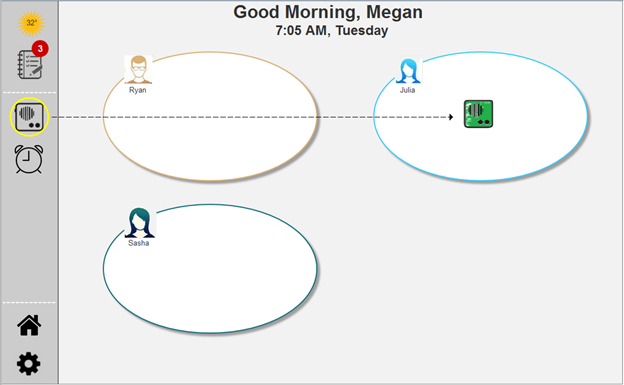 Good Morning, Megan
7:05 AM, Tuesday
32°
3
Ryan
Julia
Sasha